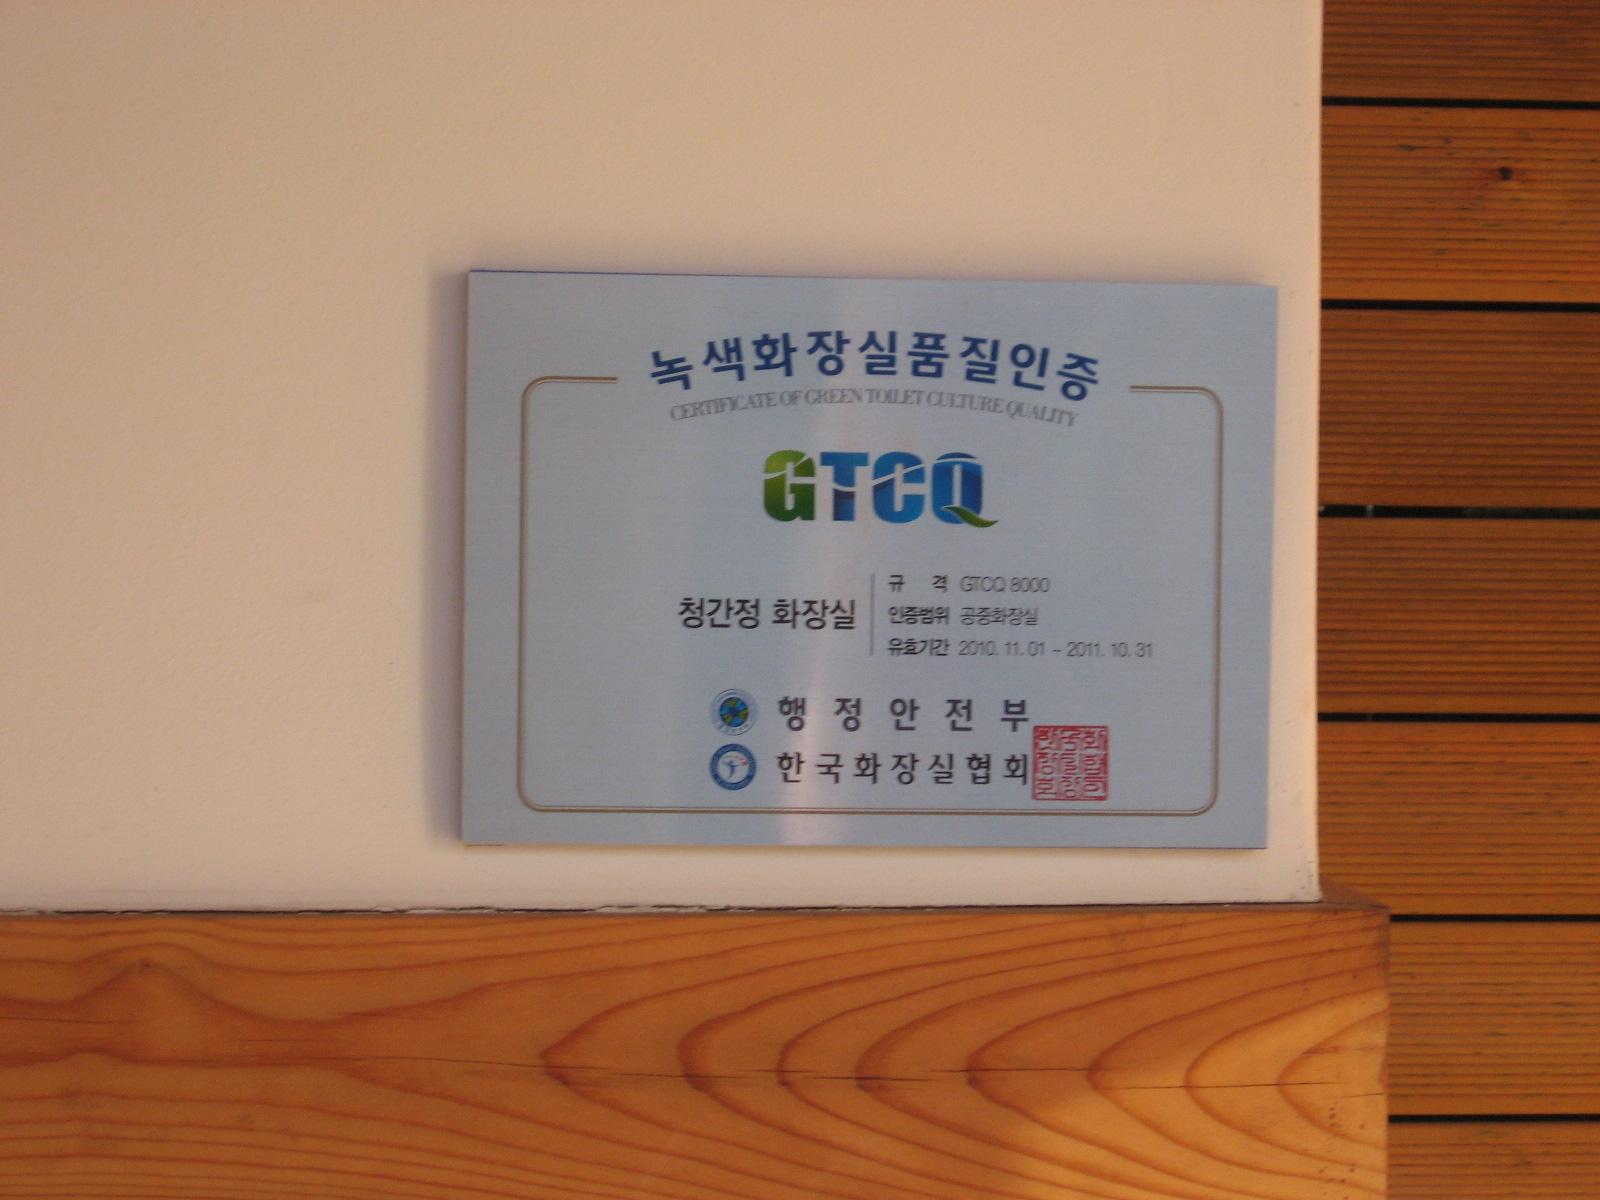 녹색화장실품질인증
CERTIFICATE OF GREEN TOILET CULTURE QUALITY
GTCQ
청간정 화장실
규 격 GTCQ 8000
인증범위 공중화장실
유효기간 2010. 11. 01 ~ 2011. 10. 31
행정안전부
한국화장실협회